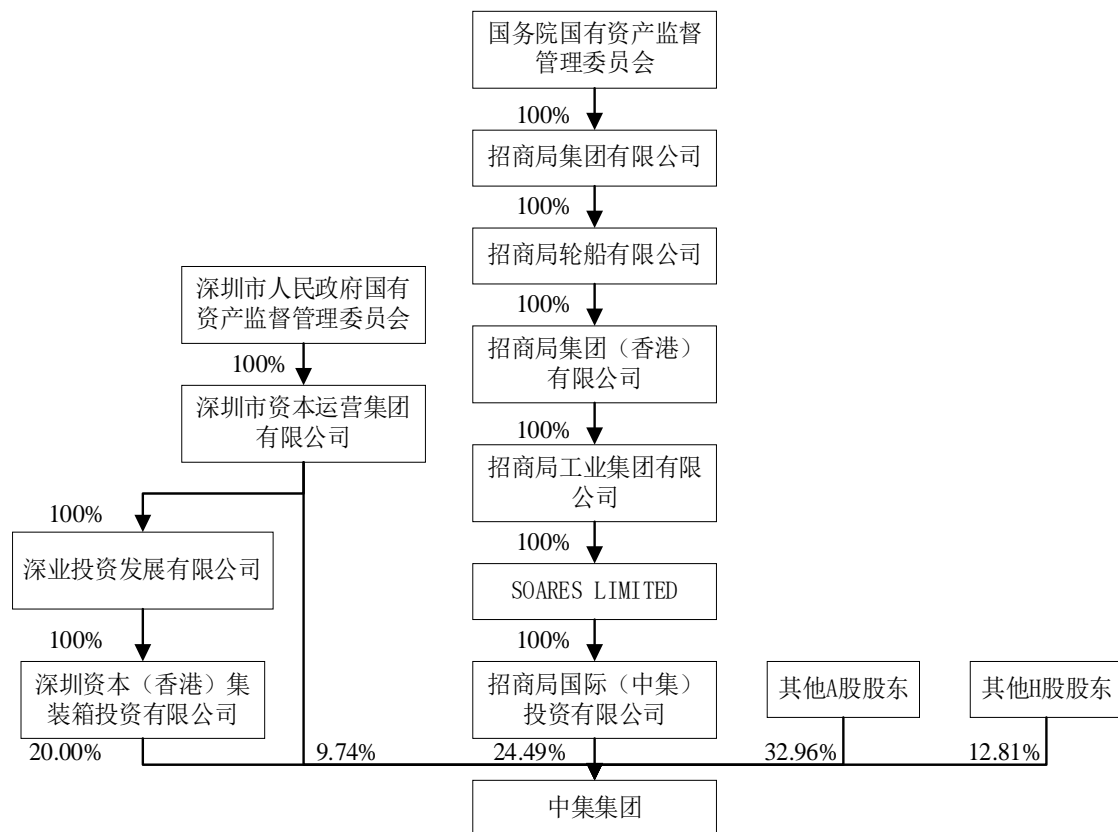 国务院国有资产监督
管理委员会
100%
招商局集团有限公司
100%
招商局轮船有限公司
深圳市人民政府国有
资产监督管理委员会
100%
招商局集团（香港）
有限公司
100%
深圳市资本运营集团
有限公司
100%
招商局工业集团有限
公司
100%
深业投资发展有限公司
100%
SOARES LIMITED
100%
深圳资本（香港）集
装箱投资有限公司
100%
招商局国际（中集）
投资有限公司
其他A股股东
其他H股股东
20.00%
9.74%
24.49%
32.96%
12.81%
中集集团